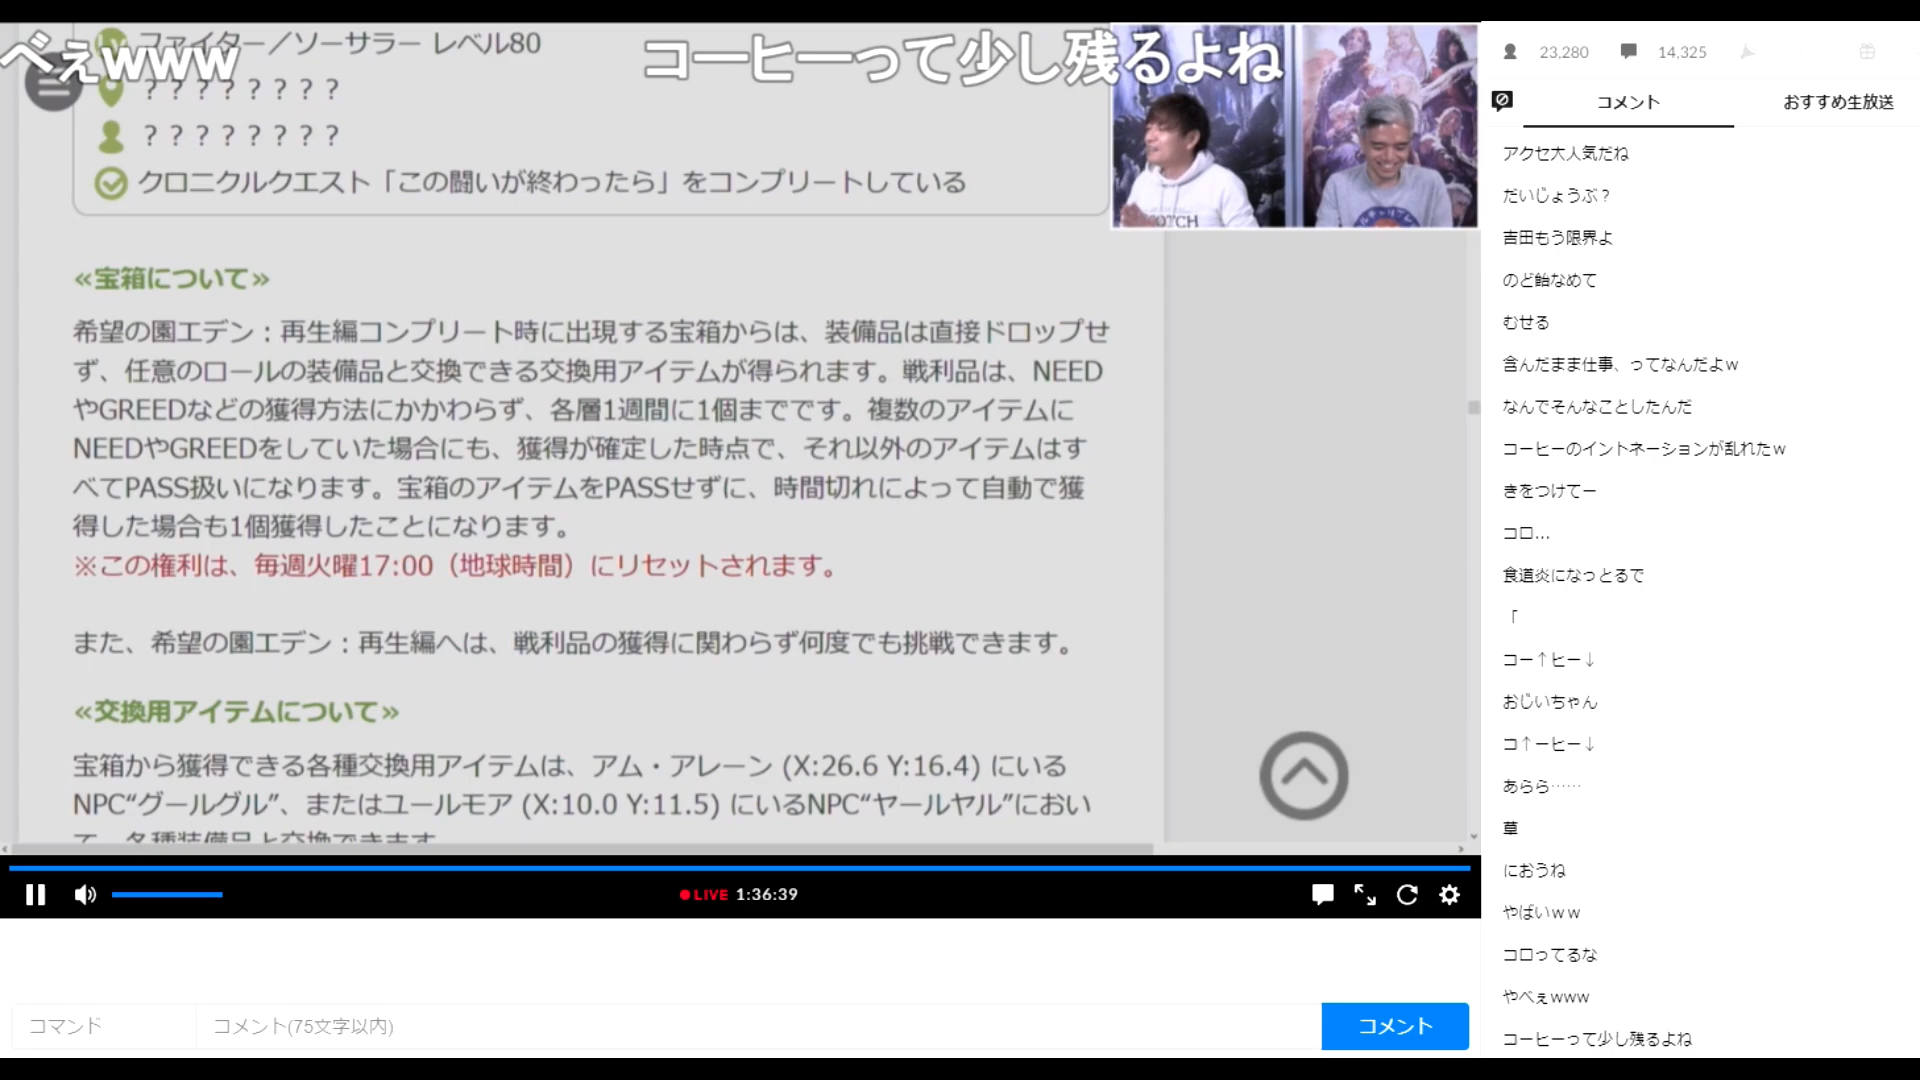 ファイター／ソーサラー レベル80
べぇwww
コーヒーって少し残るよね
？？？？？？？？
？？？？？？？？
クロニクルクエスト「この闘いが終わったら」をコンプリートしている
≪宝箱について≫
希望の園エデン：再生編コンプリート時に出現する宝箱からは、装備品は直接ドロップせ
ず、任意のロールの装備品と交換できる交換用アイテムが得られます。戦利品は、NEED
やGREEDなどの獲得方法にかかわらず、各層1週間に1個までです。複数のアイテムに
NEEDやGREEDをしていた場合にも、獲得が確定した時点で、それ以外のアイテムはす
べてPASS扱いになります。宝箱のアイテムをPASSせずに、時間切れによって自動で獲
得した場合も1個獲得したことになります。
※この権利は、毎週火曜17:00（地球時間）にリセットされます。
また、希望の園エデン：再生編へは、戦利品の獲得に関わらず何度でも挑戦できます。
≪交換用アイテムについて≫
宝箱から獲得できる各種交換用アイテムは、アム・アレーン (X:26.6 Y:16.4) にいる
NPC“グールグル”、またはユールモア (X:10.0 Y:11.5) にいるNPC“ヤールヤル”におい
て、各種装備品と交換できます
LIVE 1:36:39
コマンド
コメント(75文字以内)
コメント
23,280
14,325
コメント
おすすめ生放送
アクセ大人気だね
だいじょうぶ？
吉田もう限界よ
のど飴なめて
むせる
含んだまま仕事、ってなんだよw
なんでそんなことしたんだ
コーヒーのイントネーションが乱れたｗ
きをつけてー
コロ…
食道炎になっとるで
「
コー↑ヒー↓
おじいちゃん
コ↑ーヒー↓
あらら……
草
におうね
やばいｗｗ
コロってるな
やべぇwww
コーヒーって少し残るよね